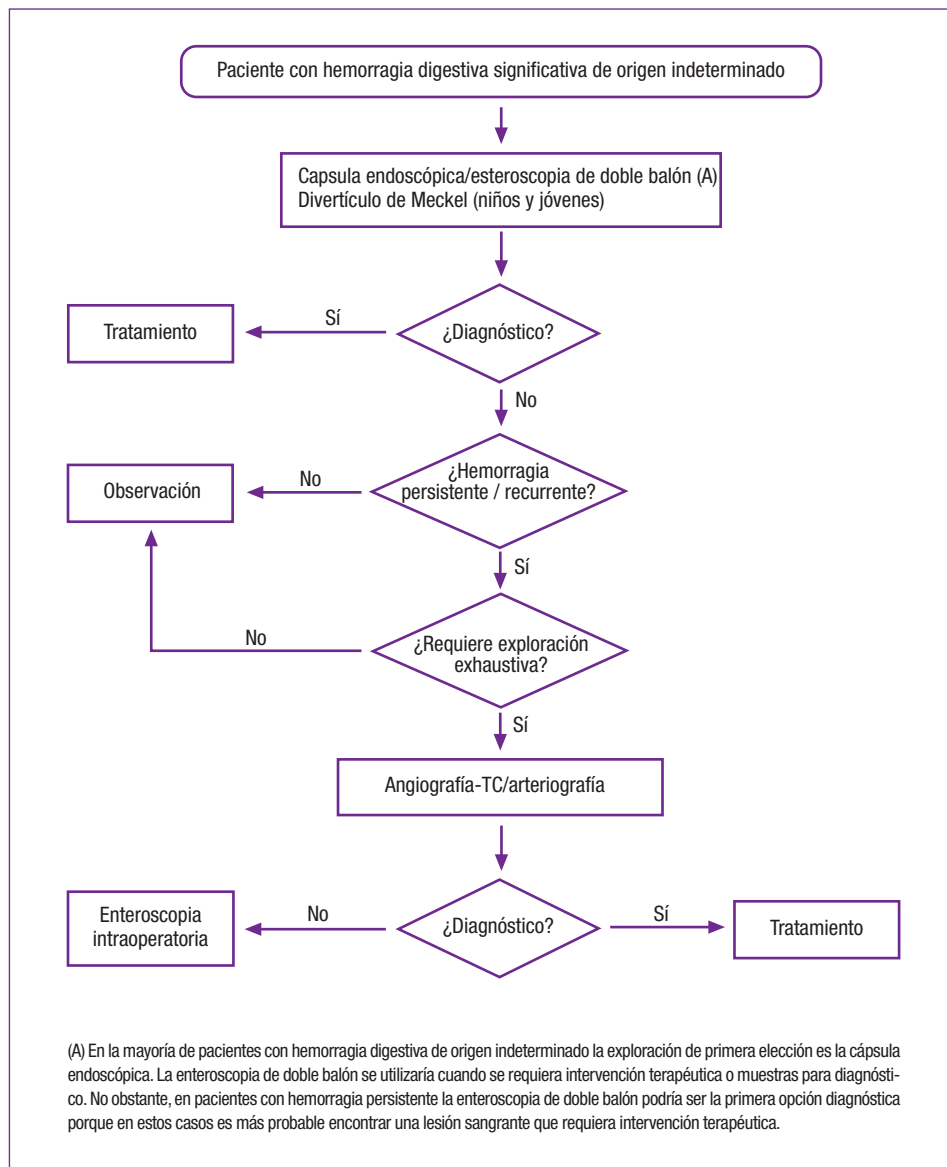 Paciente con hemorragia digestiva significativa de origen indeterminado
Capsula endoscópica/esteroscopia de doble balón (A)
Divertículo de Meckel (niños y jóvenes)
Tratamiento
Sí
¿Diagnóstico?
No
Observación
No
¿Hemorragia
persistente / recurrente?
Sí
No
¿Requiere exploración
exhaustiva?
Sí
Angiografía-TC/arteriografía
Enteroscopia
intraoperatoria
No
¿Diagnóstico?
Sí
Tratamiento
(A) En la mayoría de pacientes con hemorragia digestiva de origen indeterminado la exploración de primera elección es la cápsula
endoscópica. La enteroscopia de doble balón se utilizaría cuando se requiera intervención terapéutica o muestras para diagnósti-
co. No obstante, en pacientes con hemorragia persistente la enteroscopia de doble balón podría ser la primera opción diagnóstica
porque en estos casos es más probable encontrar una lesión sangrante que requiera intervención terapéutica.